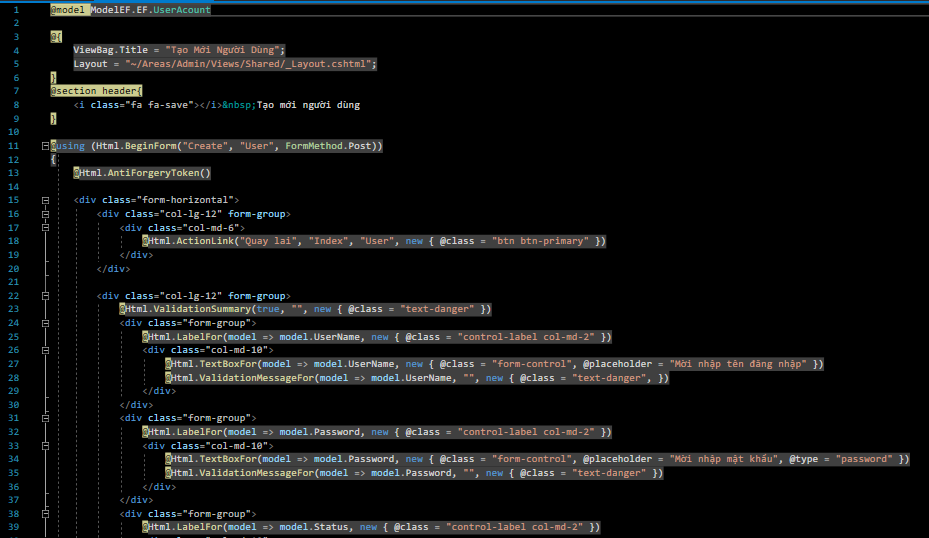 1 @model ModelEF.EF.UserAcount
2
3 @{
4 ViewBag.Title = "Tạo Mới Người Dùng";
5 Layout = "~/Areas/Admin/Views/Shared/_Layout.cshtml";
6 }
7 @section header{
8 <i class="fa fa-save"></i>&nbsp;Tạo mới người dùng
9 }
10
11 @using (Html.BeginForm("Create", "User", FormMethod.Post))
12 {
13 @Html.AntiForgeryToken()
14
15 <div class="form-horizontal">
16 <div class="col-lg-12" form-group>
17 <div class="col-md-6">
18 @Html.ActionLink("Quay lai", "Index", "User", new { @class = "btn btn-primary" })
19 </div>
20 </div>
21
22 <div class="col-lg-12" form-group>
23 @Html.ValidationSummary(true, "", new { @class = "text-danger" })
24 <div class="form-group">
25 @Html.LabelFor(model => model.UserName, new { @class = "control-label col-md-2" })
26 <div class="col-md-10">
27 @Html.TextBoxFor(model => model.UserName, new { @class = "form-control", @placeholder = "Mời nhập tên đăng nhập" })
28 @Html.ValidationMessageFor(model => model.UserName, "", new { @class = "text-danger", })
29 </div>
30 </div>
31 <div class="form-group">
32 @Html.LabelFor(model => model.Password, new { @class = "control-label col-md-2" })
33 <div class="col-md-10">
34 @Html.TextBoxFor(model => model.Password, new { @class = "form-control", @placeholder = "Mời nhập mật khẩu", @type = "password" })
35 @Html.ValidationMessageFor(model => model.Password, "", new { @class = "text-danger" })
36 </div>
37 </div>
38 <div class="form-group">
39 @Html.LabelFor(model => model.Status, new { @class = "control-label col-md-2" })